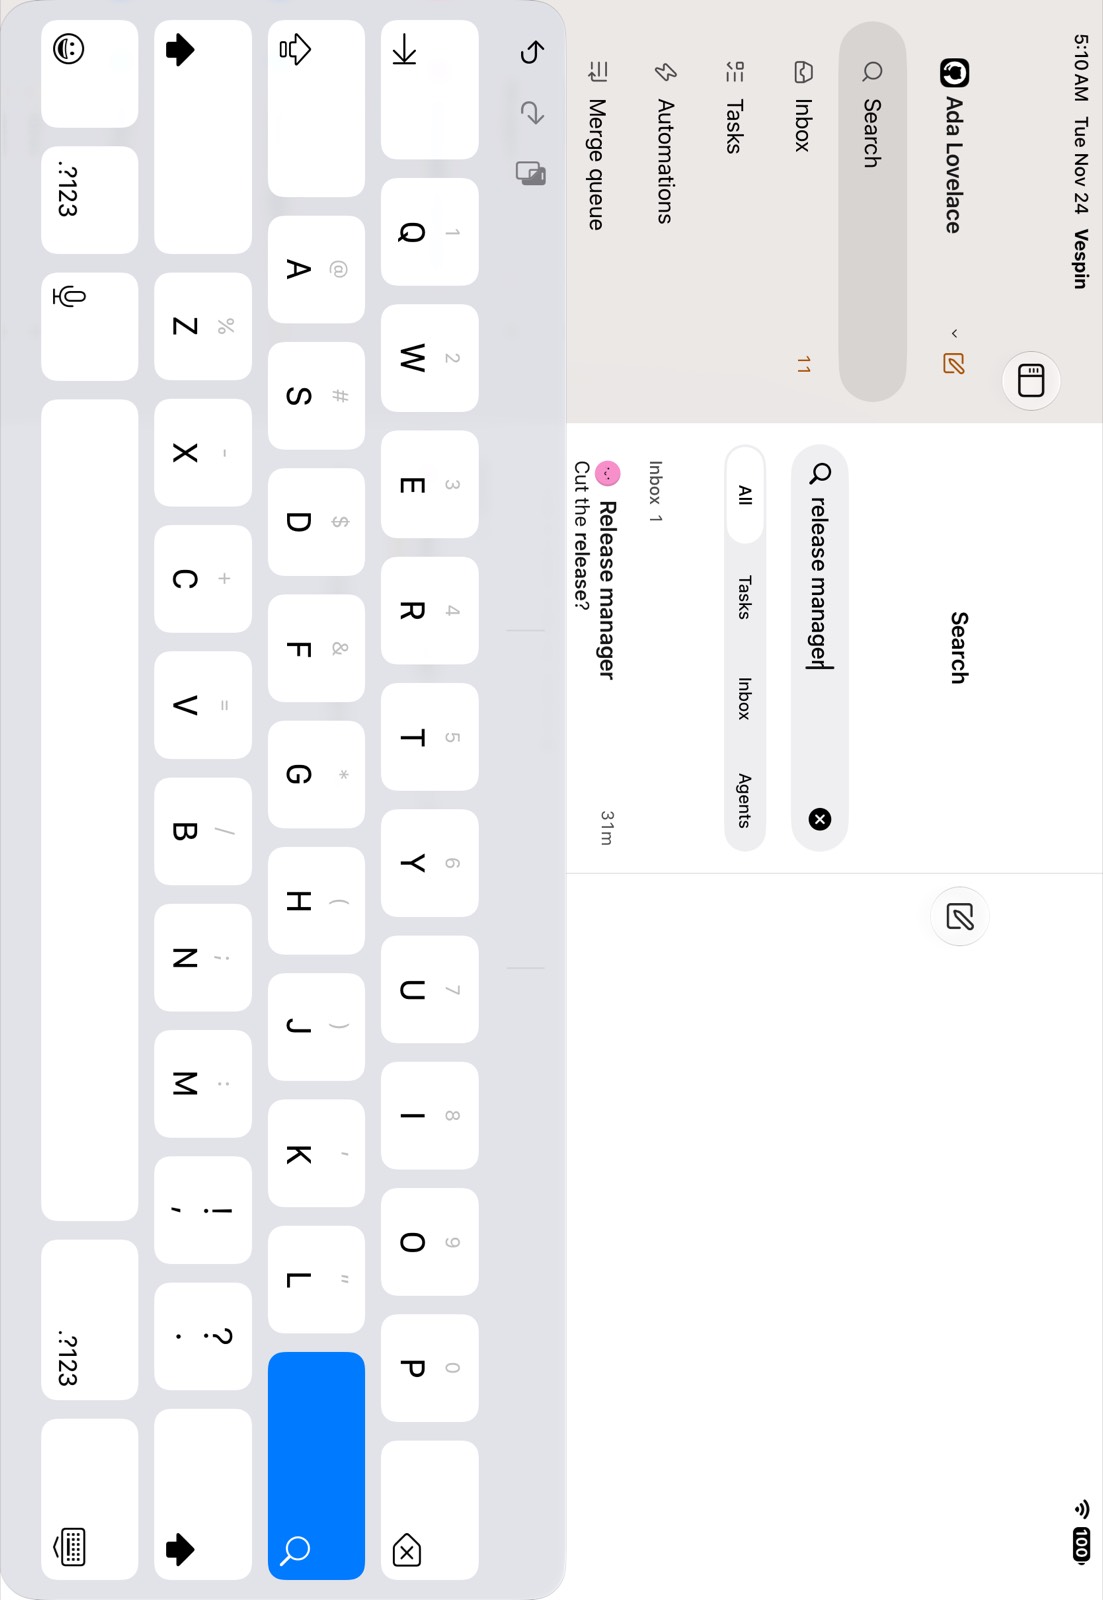 5:10 AM Tue Nov 24 Vespin
100
Ada Lovelace
Search
Inbox 11
Tasks
Automations
Merge queue
Search
release manager
All Tasks Inbox Agents
Inbox 1
Release manager 31m
Cut the release?
1 2 3 4 5 6 7 8 9 0
Q W E R T Y U I O P
@ # $ & * ( ) ' "
A S D F G H J K L
% - + = / ; : ! ?
Z X C V B N M , .
.?123 .?123